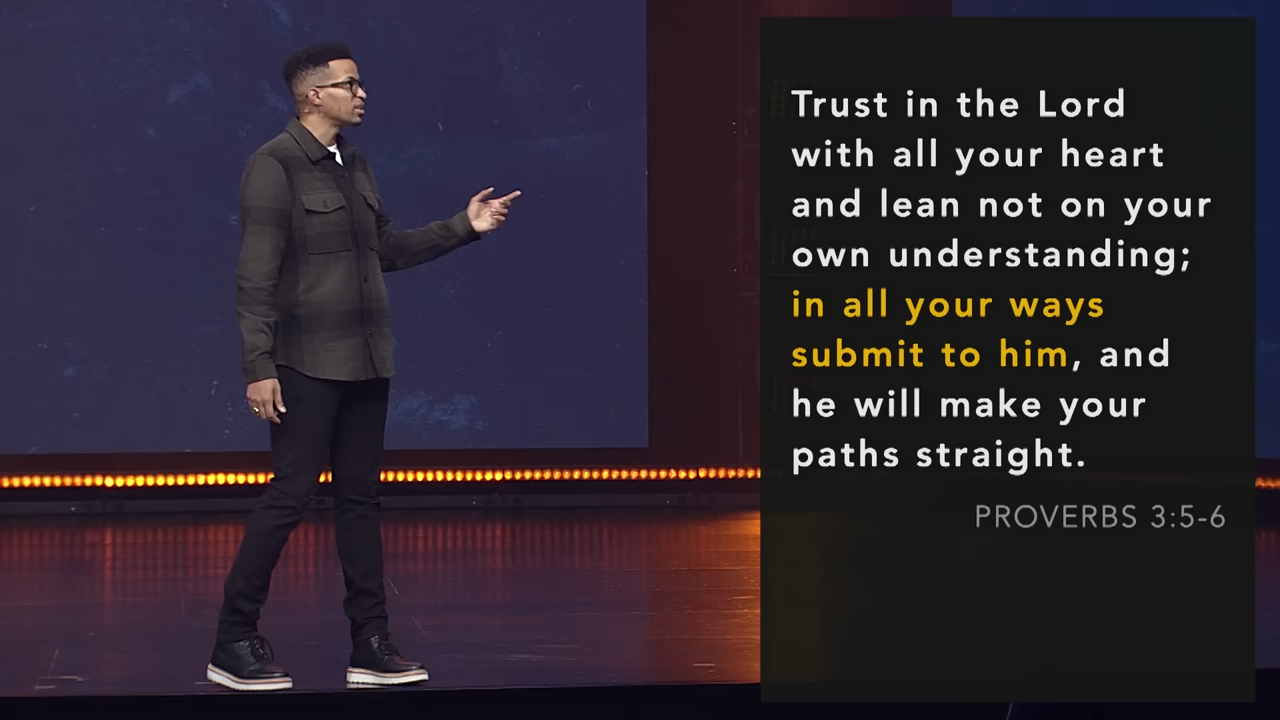 Trust in the Lord
with all your heart
and lean not on your
own understanding;
in all your ways
submit to him, and
he will make your
paths straight.
PROVERBS 3:5-6